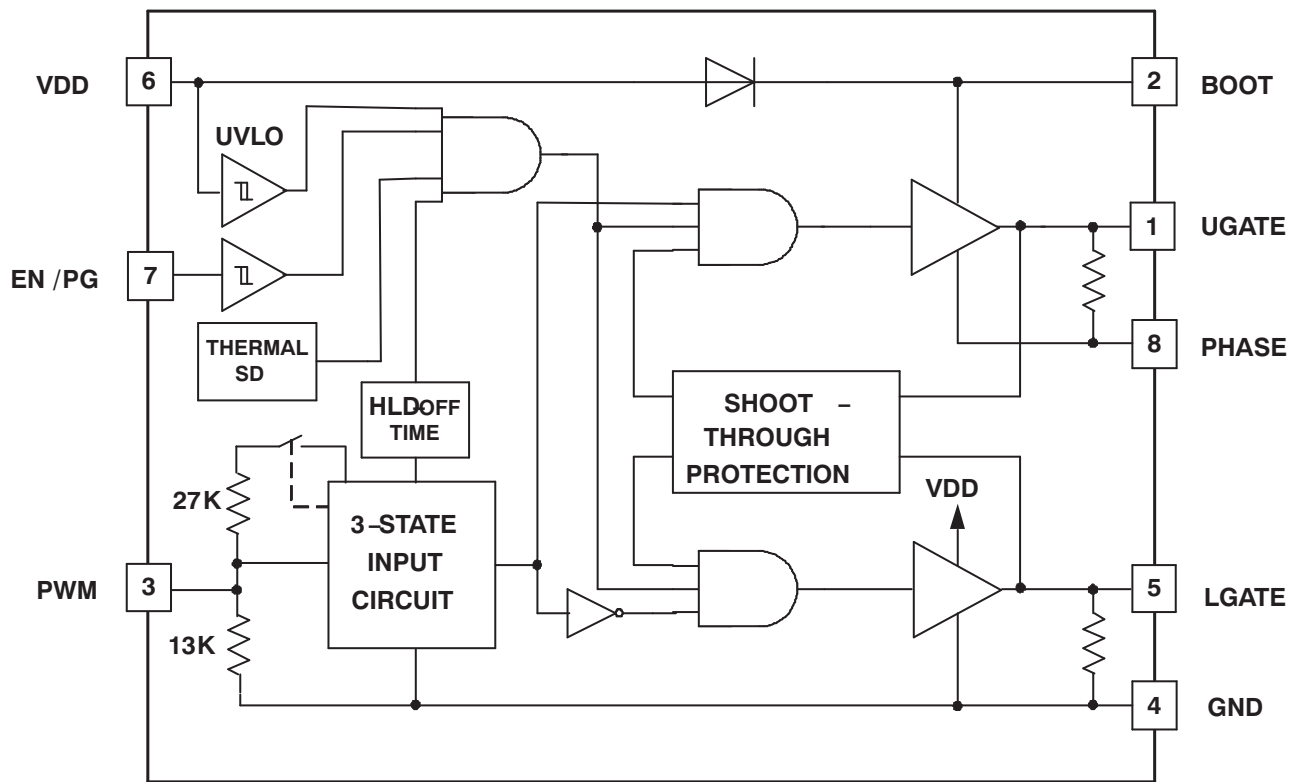 VDD
6
2
BOOT
UVLO
1
UGATE
EN /PG
7
THERMAL
SD
8
PHASE
HLD-OFF
TIME
SHOOT –
THROUGH
PROTECTION
27K
VDD
3–STATE
INPUT
CIRCUIT
PWM
3
5
LGATE
13K
4
GND